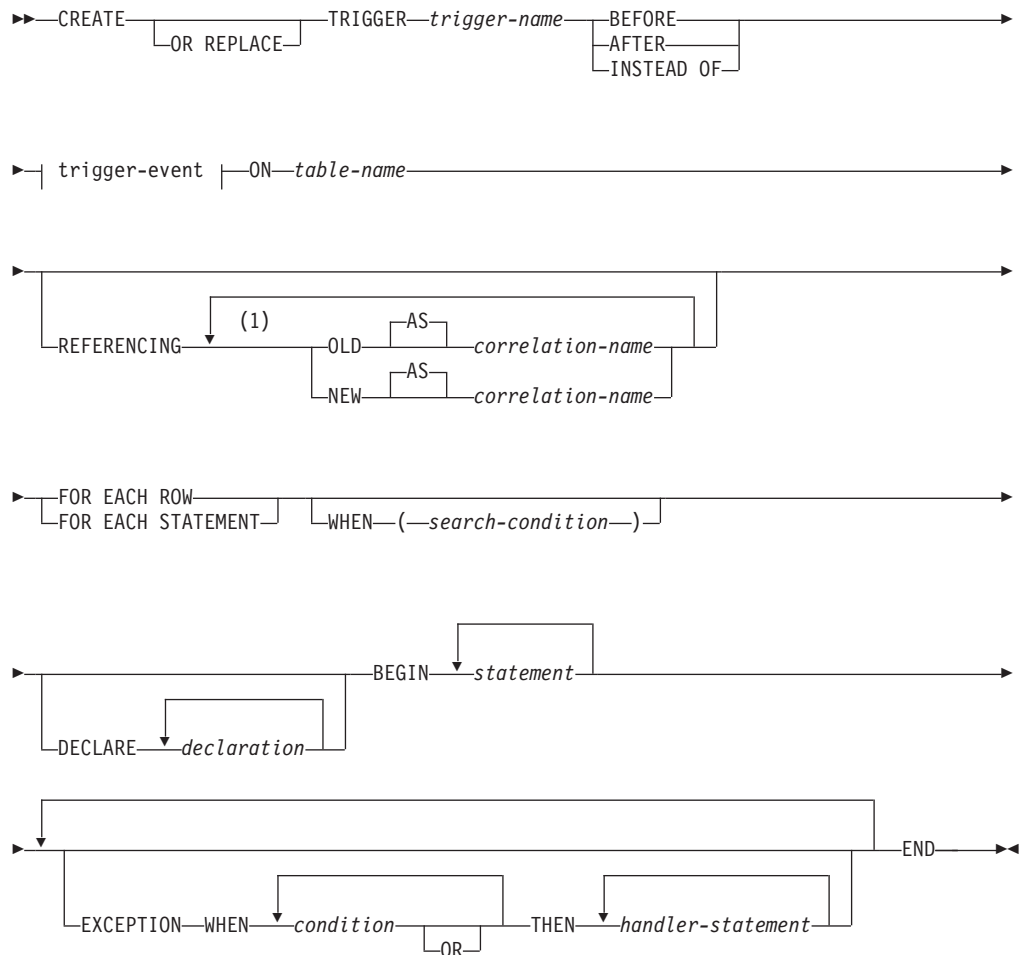 CREATE TRIGGER trigger-name BEFORE
OR REPLACE AFTER
INSTEAD OF
trigger-event ON table-name
(1) AS
REFERENCING OLD correlation-name
AS
NEW correlation-name
FOR EACH ROW
FOR EACH STATEMENT WHEN ( search-condition )
BEGIN statement
DECLARE declaration
END
EXCEPTION WHEN condition THEN handler-statement
OR